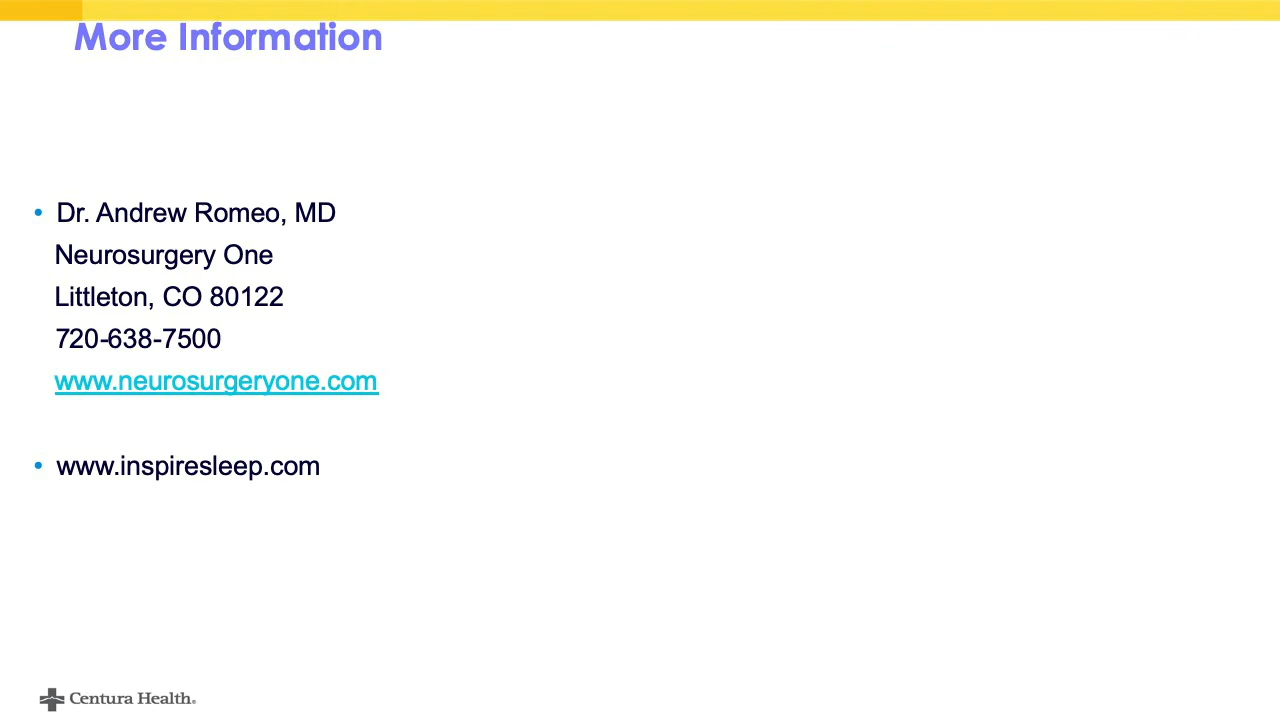 More Information
• Dr. Andrew Romeo, MD
Neurosurgery One
Littleton, CO 80122
720-638-7500
www.neurosurgeryone.com
• www.inspiresleep.com
Centura Health.